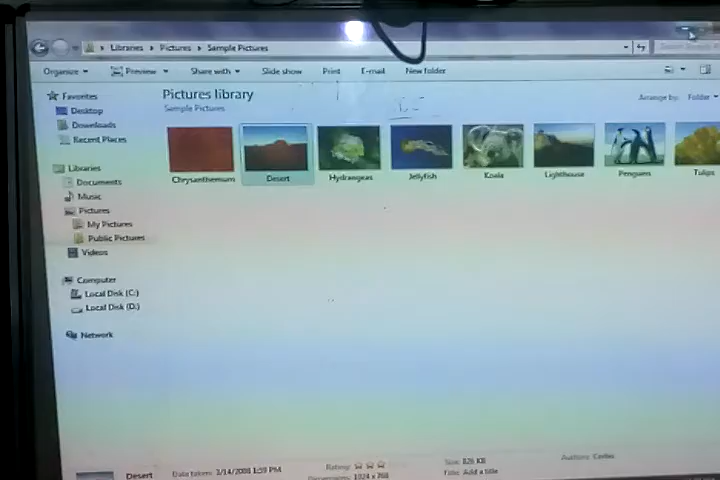 Libraries Pictures Sample Pictures
Organize Preview Share with Slide show Print E-mail New folder
Pictures library
Sample Pictures
Arrange by: Folder
Favorites
Desktop
Downloads
Recent Places
Libraries
Documents
Music
Pictures
My Pictures
Public Pictures
Videos
Computer
Local Disk (C:)
Local Disk (D:)
Network
Chrysanthemum Desert Hydrangeas Jellyfish Koala Lighthouse Penguins Tulips
Desert Date taken: 3/14/2008 1:59 PM Rating: Size: 826 KB Authors: Corbis
Dimensions: 1024 x 768 Title: Add a title